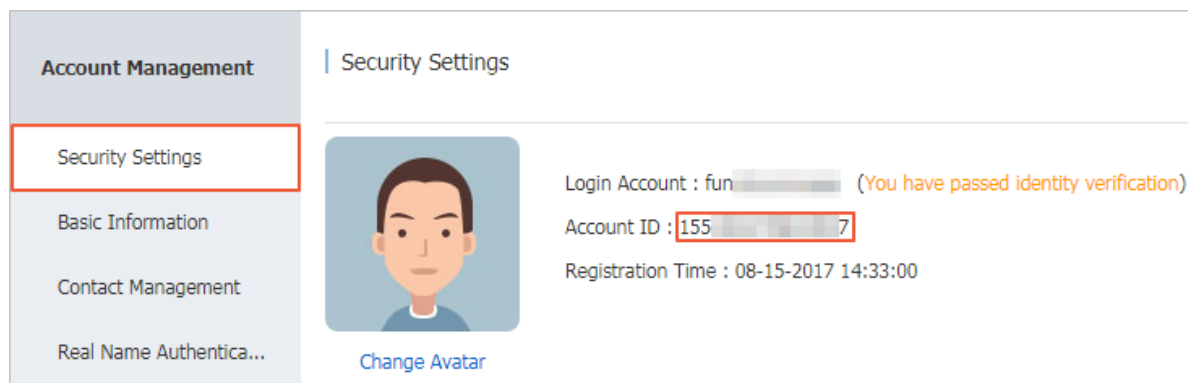 Account Management
Security Settings
Basic Information
Contact Management
Real Name Authentica...
Security Settings
Login Account : fun (You have passed identity verification)
Account ID : 155 7
Registration Time : 08-15-2017 14:33:00
Change Avatar